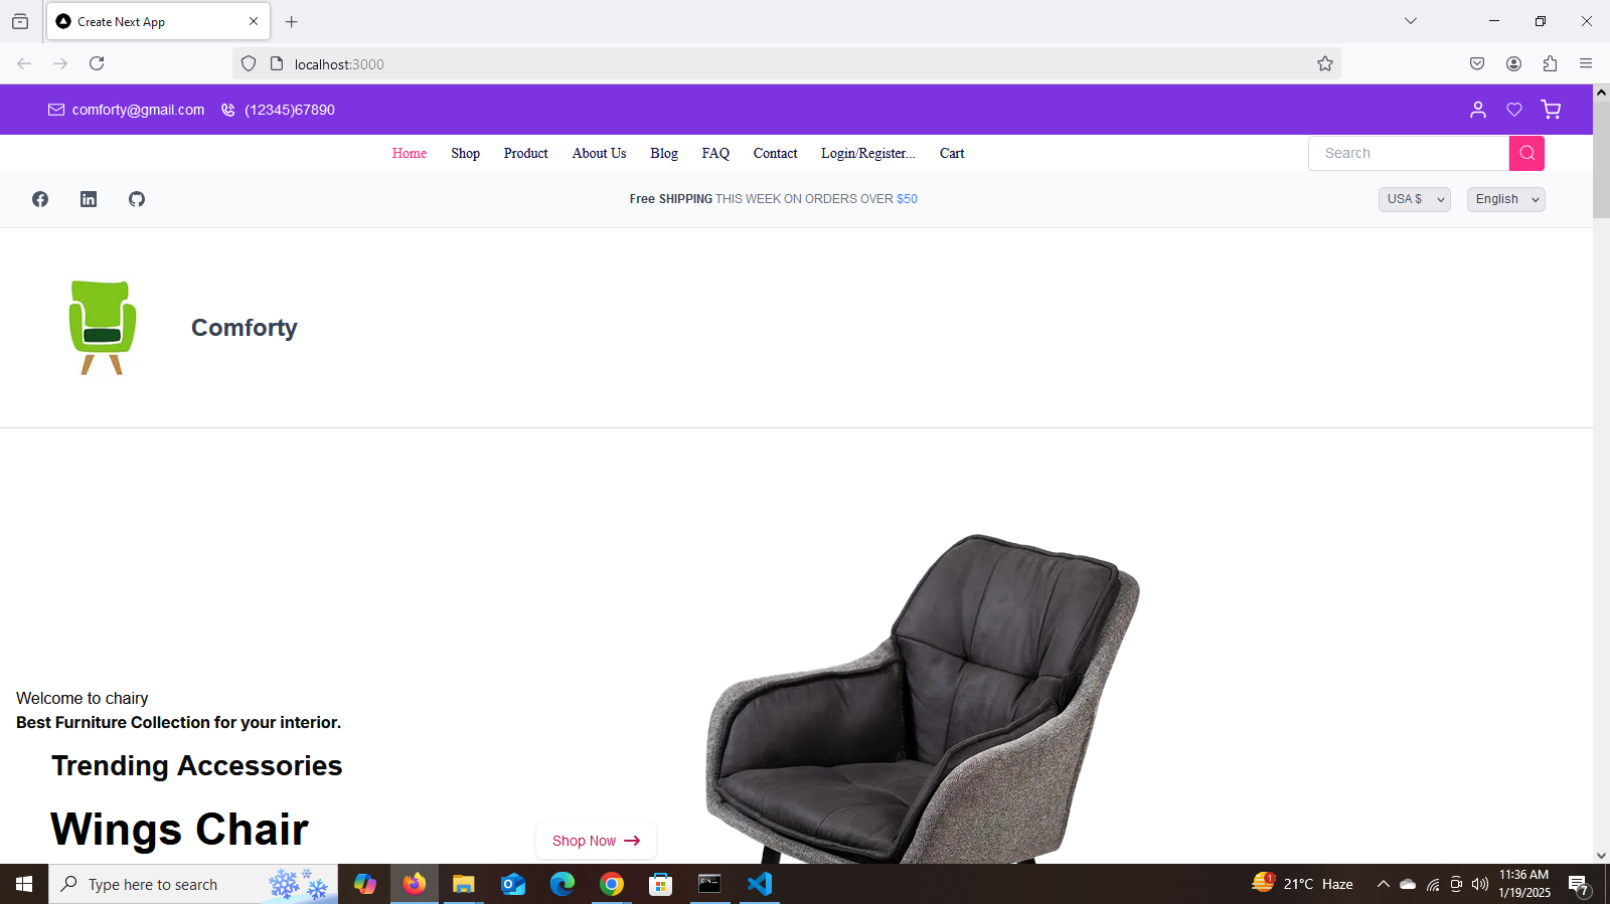 Create Next App
localhost:3000
comforty@gmail.com (12345)67890
Home Shop Product About Us Blog FAQ Contact Login/Register... Cart Search
Free SHIPPING THIS WEEK ON ORDERS OVER $50 USA $ English
Comforty
Welcome to chairy
Best Furniture Collection for your interior.
Trending Accessories
Wings Chair
Shop Now
Type here to search
21°C Haze
11:36 AM
1/19/2025
1
7